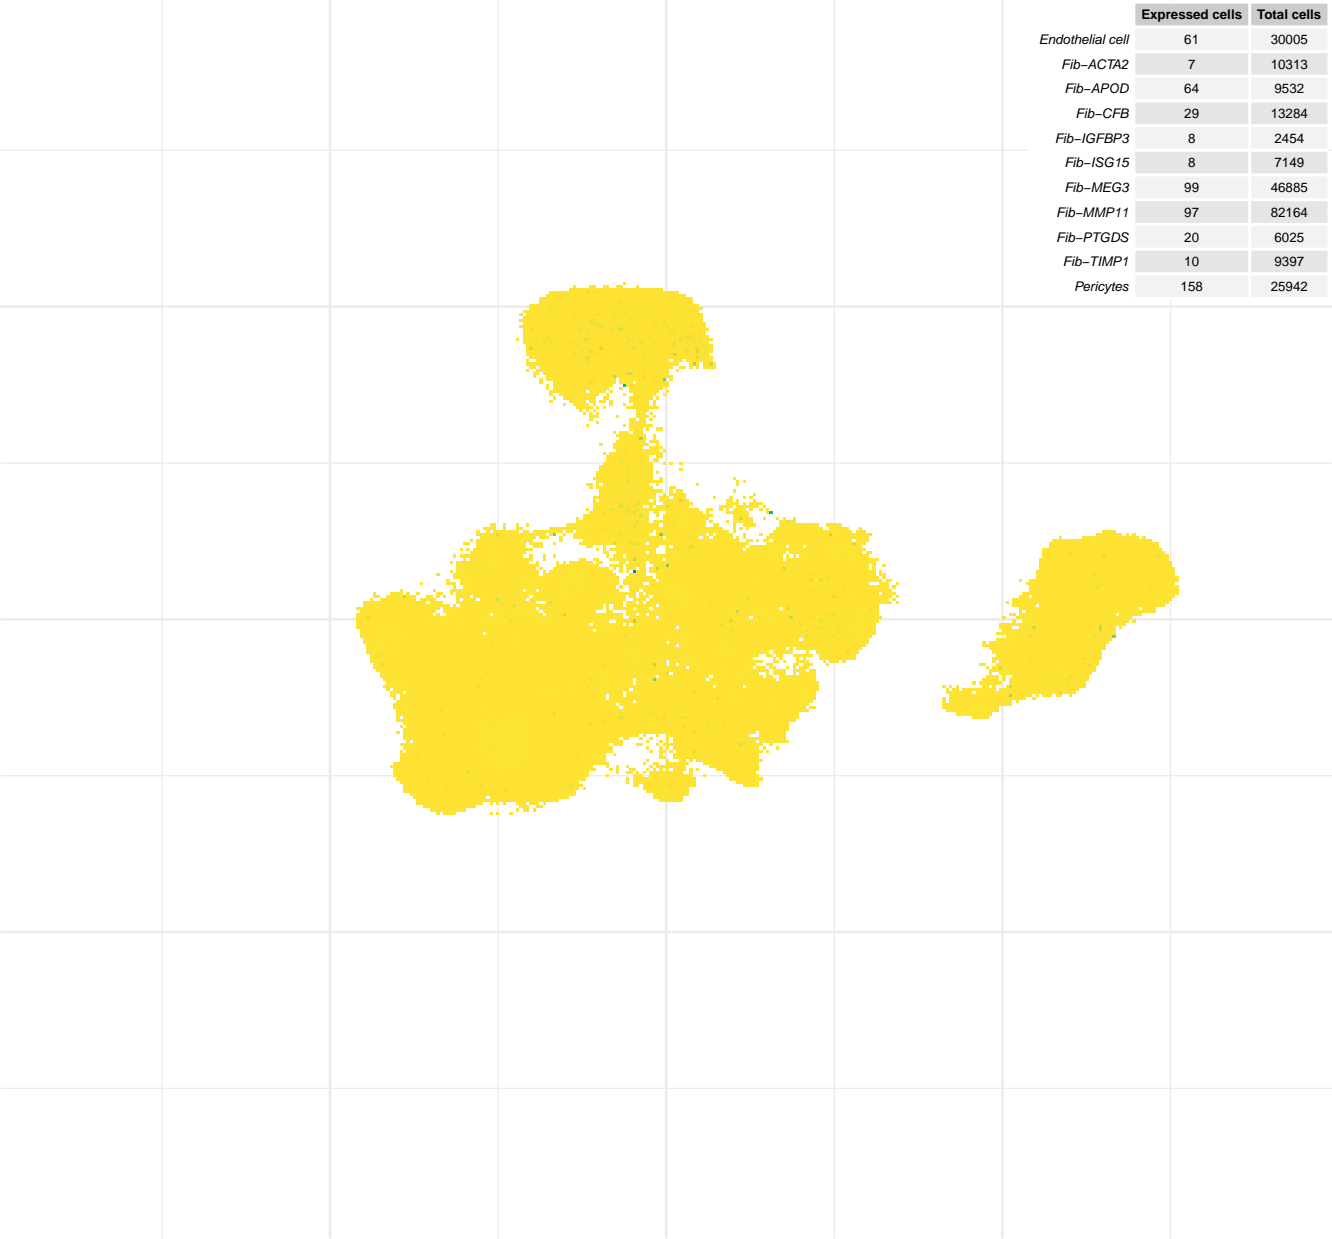 Expressed cells Total cells
Endothelial cell 61 30005
Fib−ACTA2 7 10313
Fib−APOD 64 9532
Fib−CFB 29 13284
Fib−IGFBP3 8 2454
Fib−ISG15 8 7149
Fib−MEG3 99 46885
Fib−MMP11 97 82164
Fib−PTGDS 20 6025
Fib−TIMP1 10 9397
Pericytes 158 25942